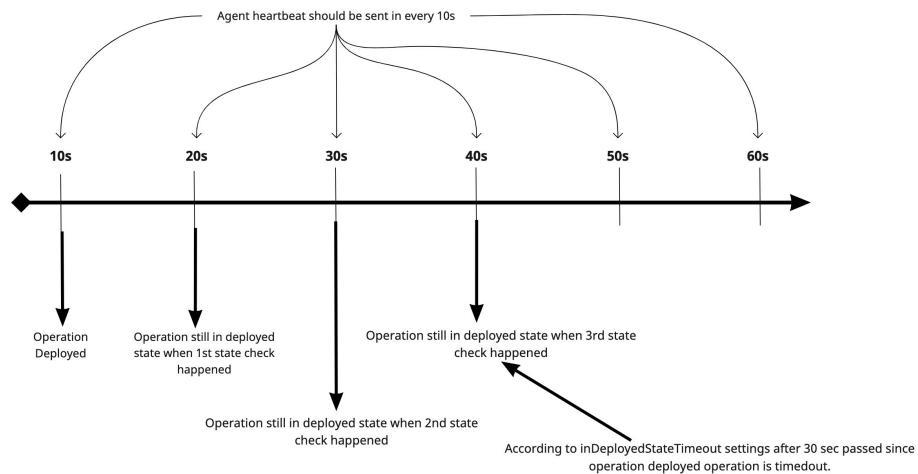 Agent heartbeat should be sent in every 10s
10s
20s
30s
40s
50s
60s
Operation
Deployed
Operation still in deployed
state when 1st state check
happened
Operation still in deployed state when 3rd state
check happened
Operation still in deployed state when 2nd state
check happened
According to inDeployedStateTimeout settings after 30 sec passed since
operation deployed operation is timedout.